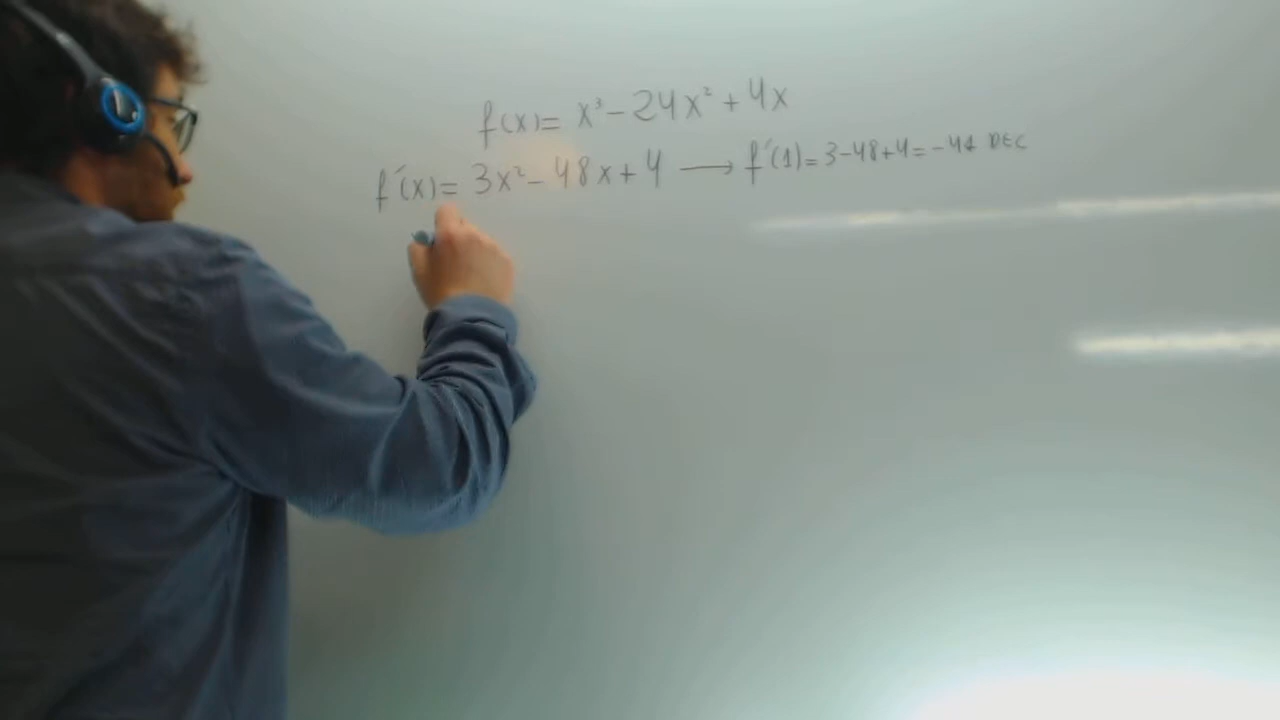 f(x)= x³-24x²+4x
f´(x)= 3x²-48x+4 → f´(1)=3-48+4=-41 DEC